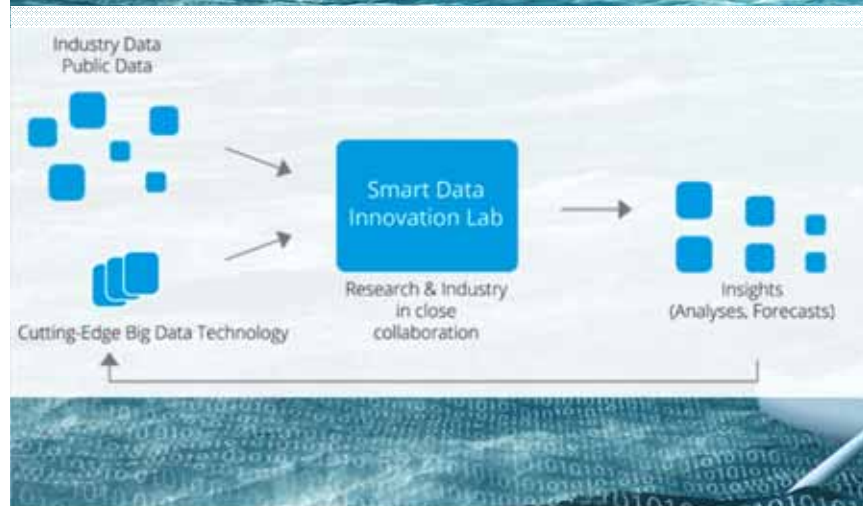 Industry Data
Public Data
Smart Data
Innovation Lab
Research & Industry
in close
collaboration
Cutting-Edge Big Data Technology
Insights
(Analyses, Forecasts)